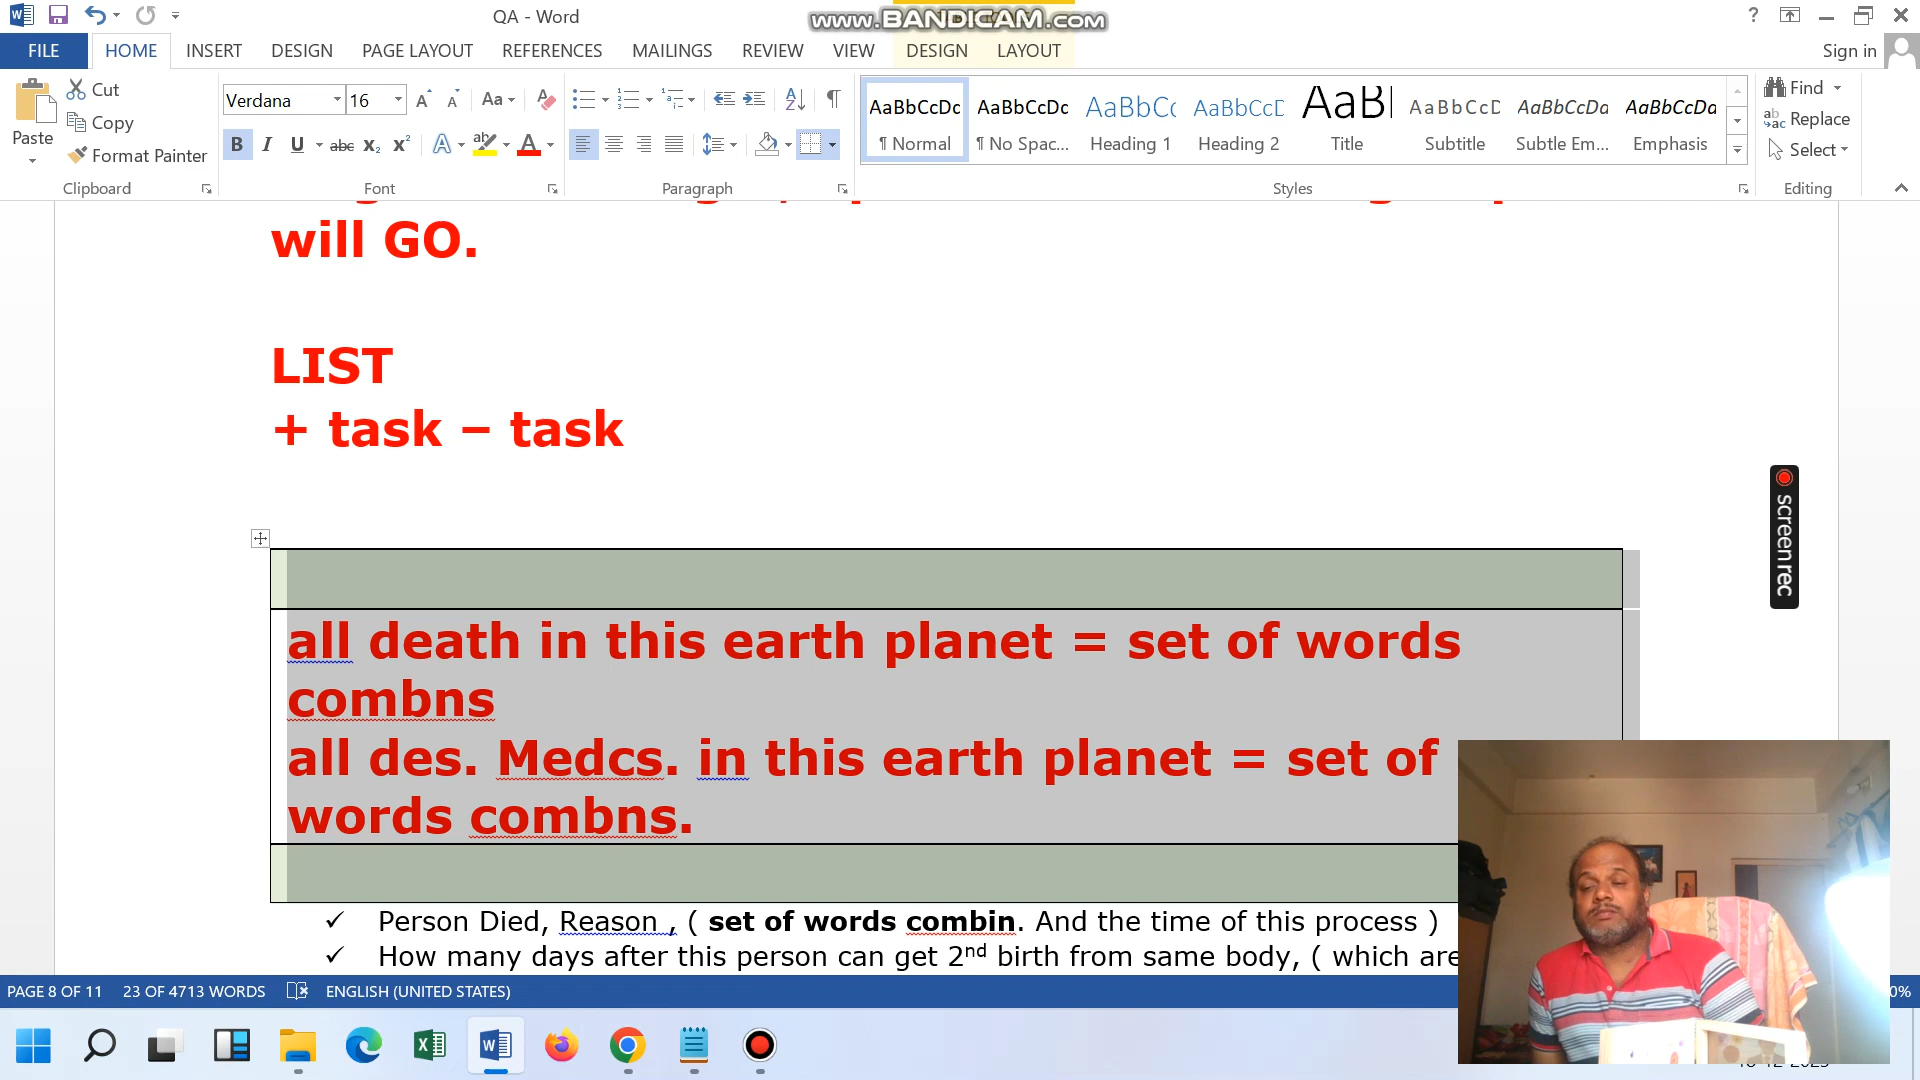 QA - Word
www.BANDICAM.com
FILE HOME INSERT DESIGN PAGE LAYOUT REFERENCES MAILINGS REVIEW VIEW DESIGN LAYOUT Sign in
Paste Cut Copy Format Painter
Clipboard
Verdana 16
Font
Paragraph
AaBbCcDc AaBbCcDc AaBbC( AaBbCcD AaBl AaBbCcD AaBbCcDa AaBbCcDa
¶ Normal ¶ No Spac... Heading 1 Heading 2 Title Subtitle Subtle Em... Emphasis
Styles
Find
Replace
Select
Editing
will GO.
LIST
+ task – task
all death in this earth planet = set of words
combns
all des. Medcs. in this earth planet = set of
words combns.
✓ Person Died, Reason , ( set of words combin. And the time of this process )
✓ How many days after this person can get 2nd birth from same body, ( which are
screenrec
PAGE 8 OF 11 23 OF 4713 WORDS ENGLISH (UNITED STATES)